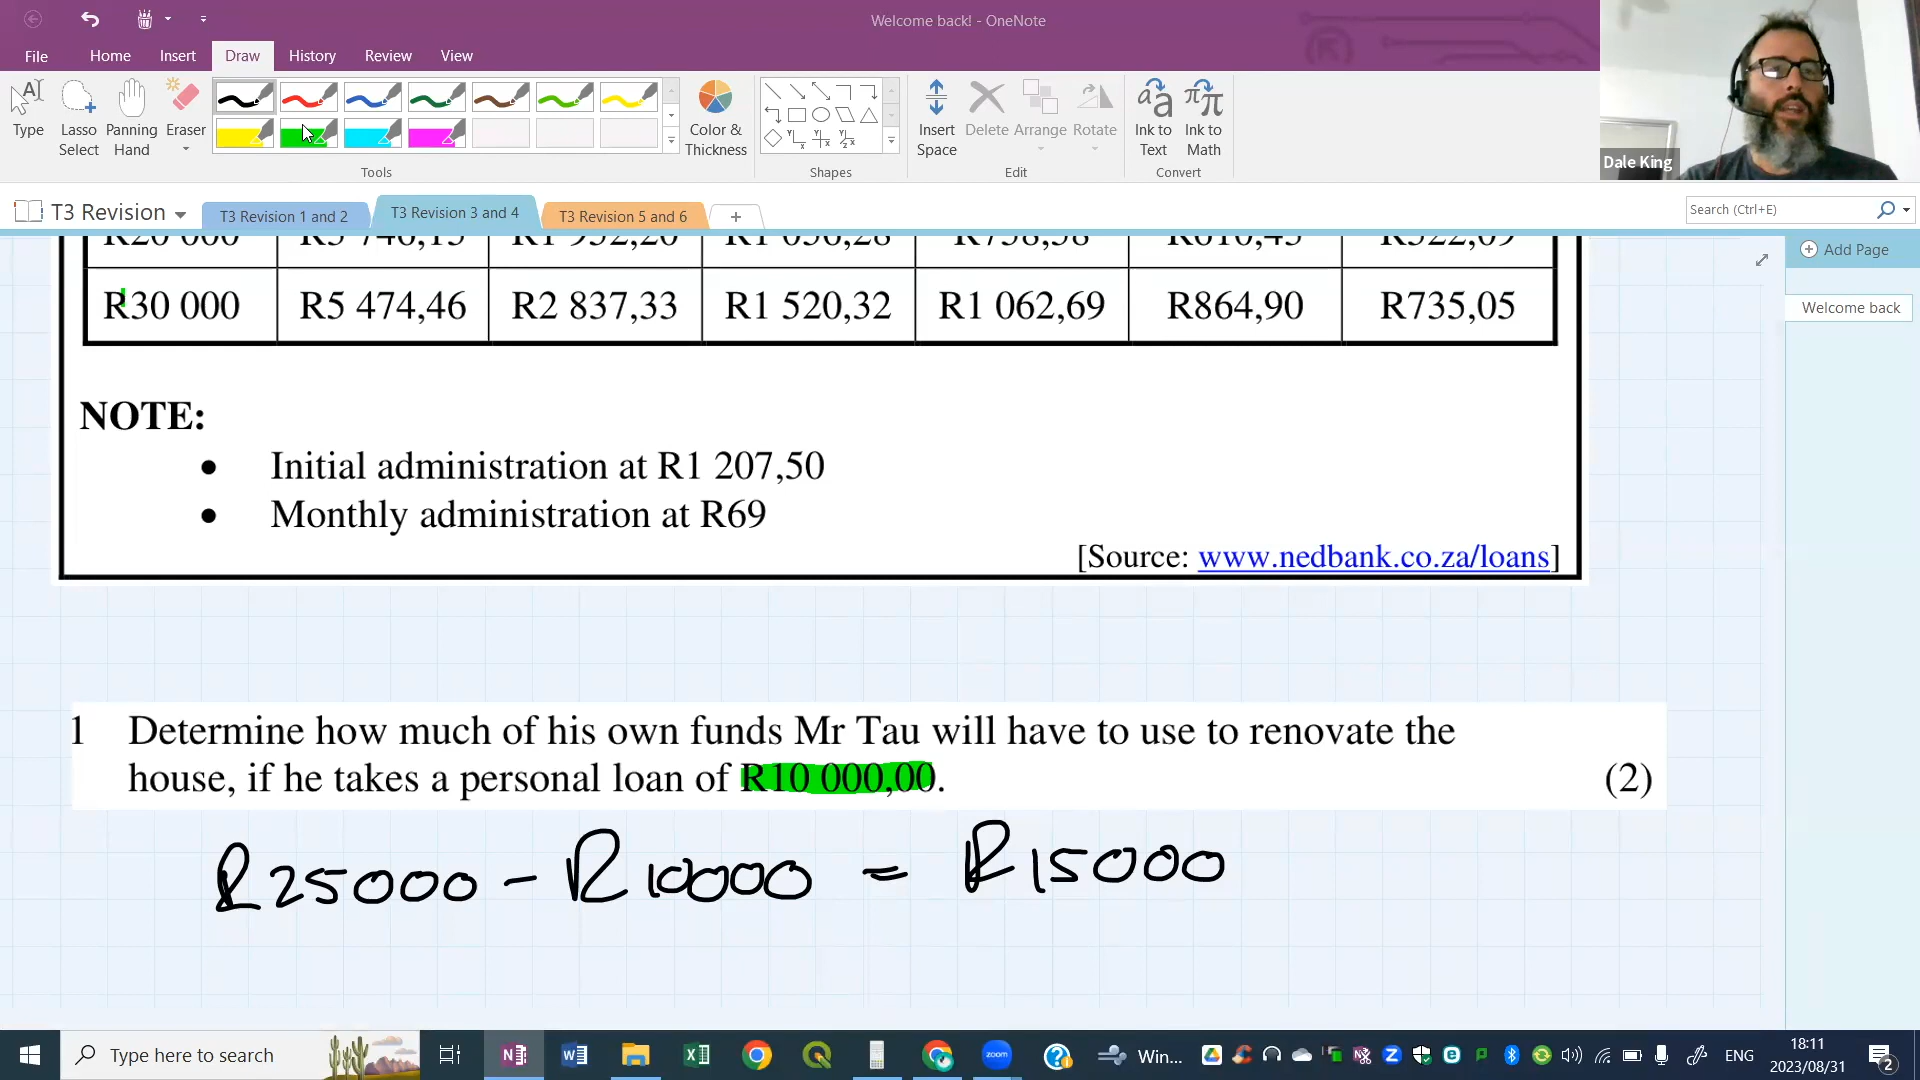 Welcome back! - OneNote
File Home Insert Draw History Review View
Type Lasso Select Panning Hand Eraser Color & Thickness Insert Space Delete Arrange Rotate Ink to Text Ink to Math
Tools Shapes Edit Convert
Dale King
T3 Revision T3 Revision 1 and 2 T3 Revision 3 and 4 T3 Revision 5 and 6 Search (Ctrl+E)
Add Page
Welcome back
R30 000 R5 474,46 R2 837,33 R1 520,32 R1 062,69 R864,90 R735,05
NOTE:
• Initial administration at R1 207,50
• Monthly administration at R69
[Source: www.nedbank.co.za/loans]
1 Determine how much of his own funds Mr Tau will have to use to renovate the
house, if he takes a personal loan of R10 000,00. (2)
R25000 - R10000 = R15000
Type here to search zoom Win... ENG 18:11
2023/08/31 2